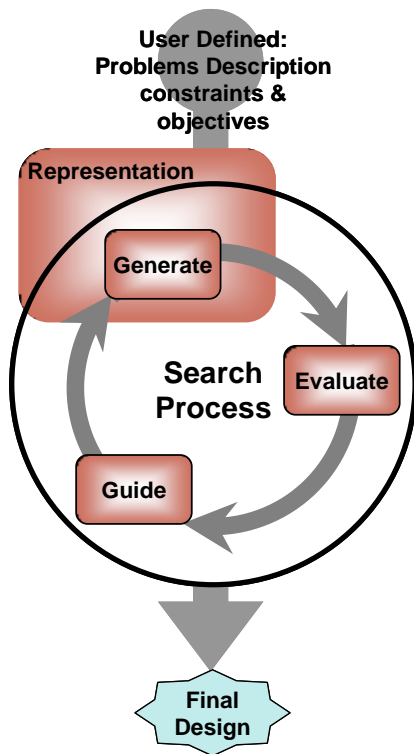 User Defined:
Problems Description
constraints &
objectives
Representation
Generate
Search
Process
Evaluate
Guide
Final
Design